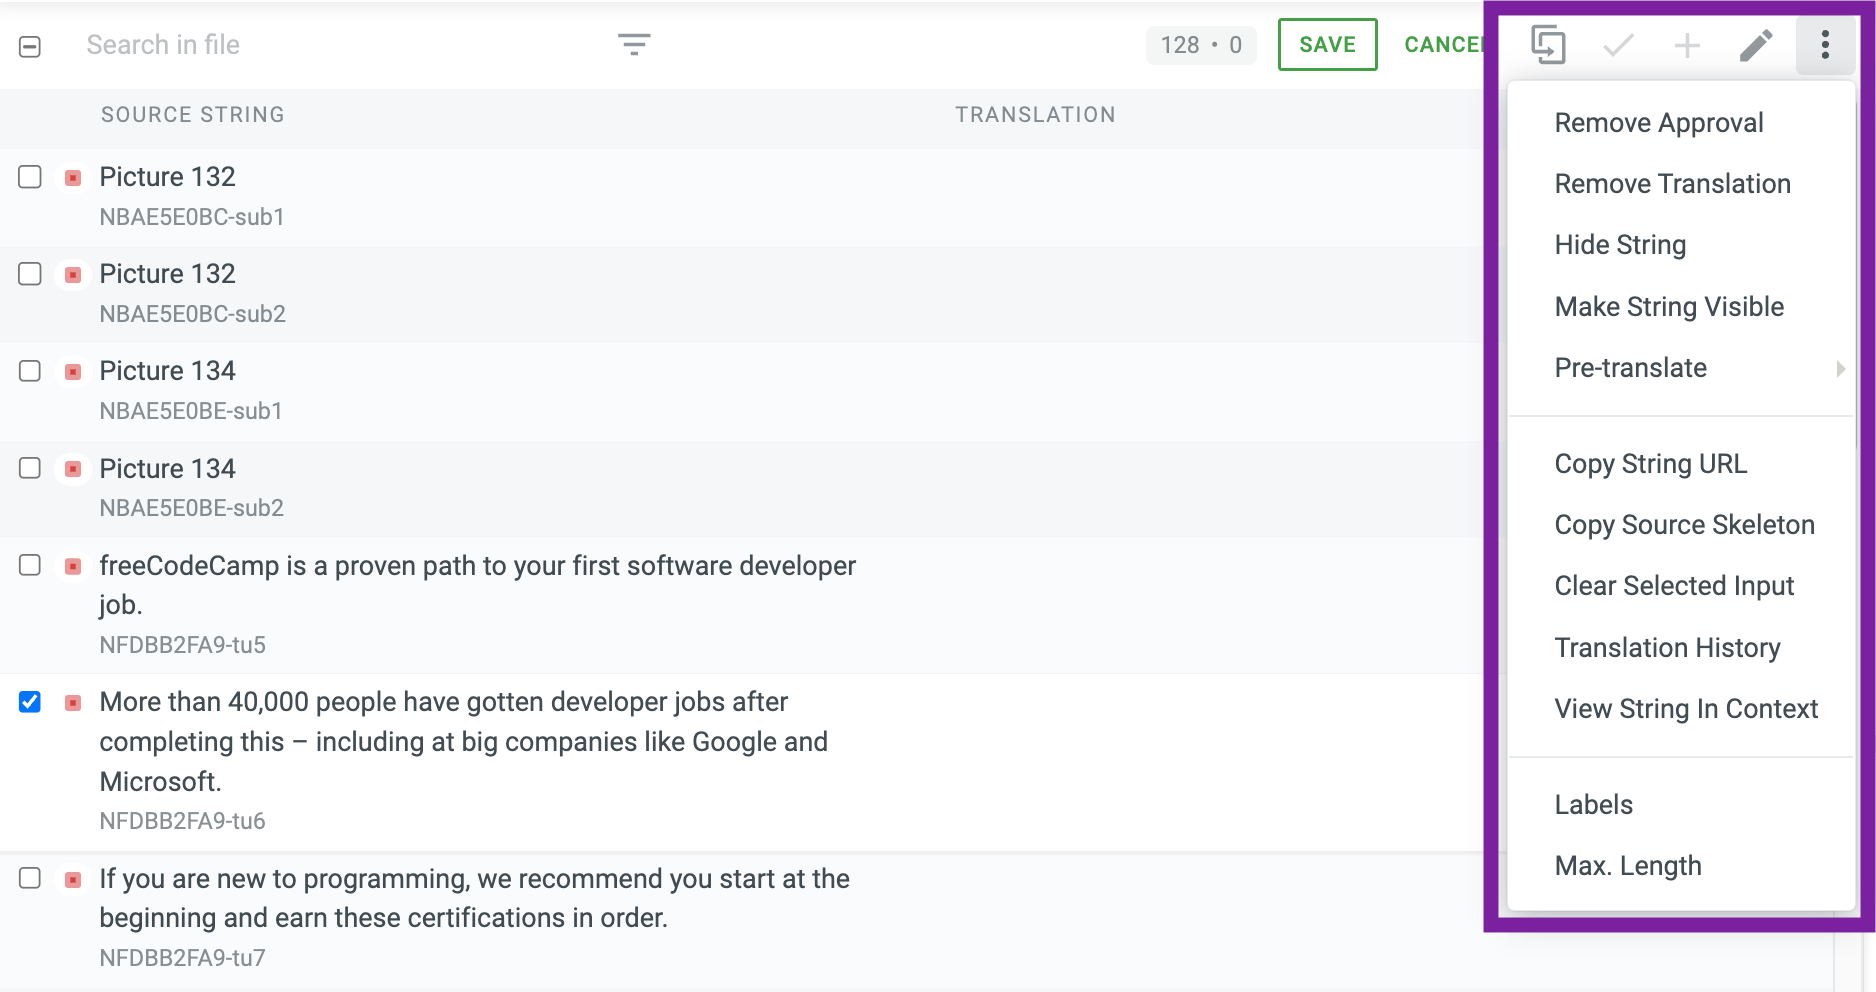 Search in file
128 • 0
SAVE
CANCEL
SOURCE STRING
TRANSLATION
Picture 132
NBAE5E0BC-sub1
Picture 132
NBAE5E0BC-sub2
Picture 134
NBAE5E0BE-sub1
Picture 134
NBAE5E0BE-sub2
freeCodeCamp is a proven path to your first software developer
job.
NFDBB2FA9-tu5
More than 40,000 people have gotten developer jobs after
completing this – including at big companies like Google and
Microsoft.
NFDBB2FA9-tu6
If you are new to programming, we recommend you start at the
beginning and earn these certifications in order.
NFDBB2FA9-tu7
Remove Approval
Remove Translation
Hide String
Make String Visible
Pre-translate
Copy String URL
Copy Source Skeleton
Clear Selected Input
Translation History
View String In Context
Labels
Max. Length